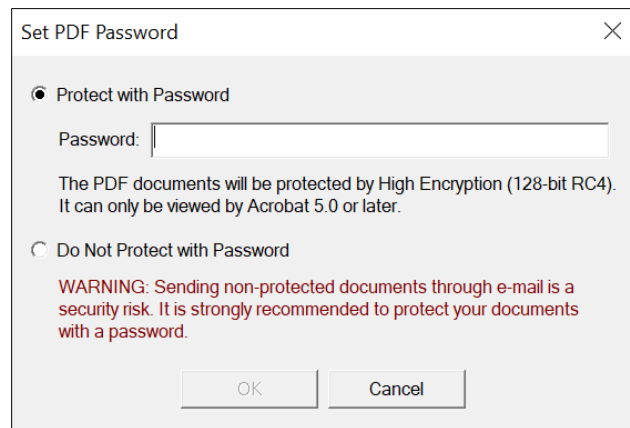 Set PDF Password
Protect with Password
Password:
The PDF documents will be protected by High Encryption (128-bit RC4).
It can only be viewed by Acrobat 5.0 or later.
Do Not Protect with Password
WARNING: Sending non-protected documents through e-mail is a
security risk. It is strongly recommended to protect your documents
with a password.
OK Cancel